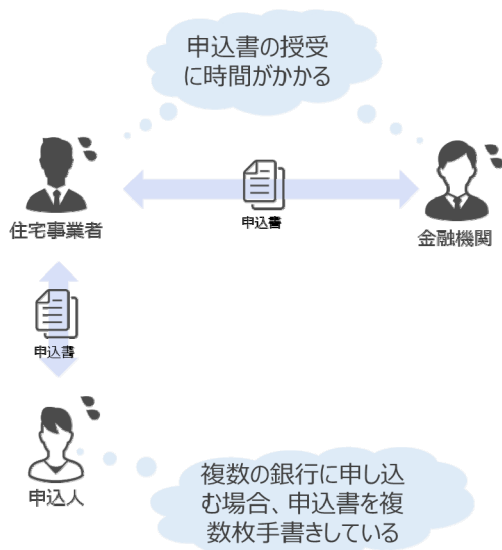 申込書の授受
に時間がかかる
申込書
住宅事業者
金融機関
申込書
申込人
複数の銀行に申し込
む場合、申込書を複
数枚手書きしている